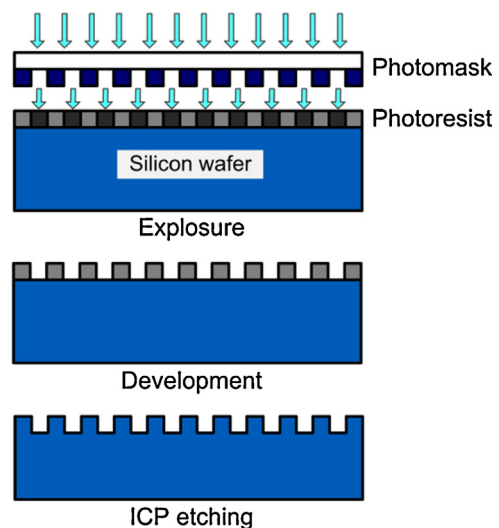 Photomask
Photoresist
Silicon wafer
Explosure
Development
ICP etching